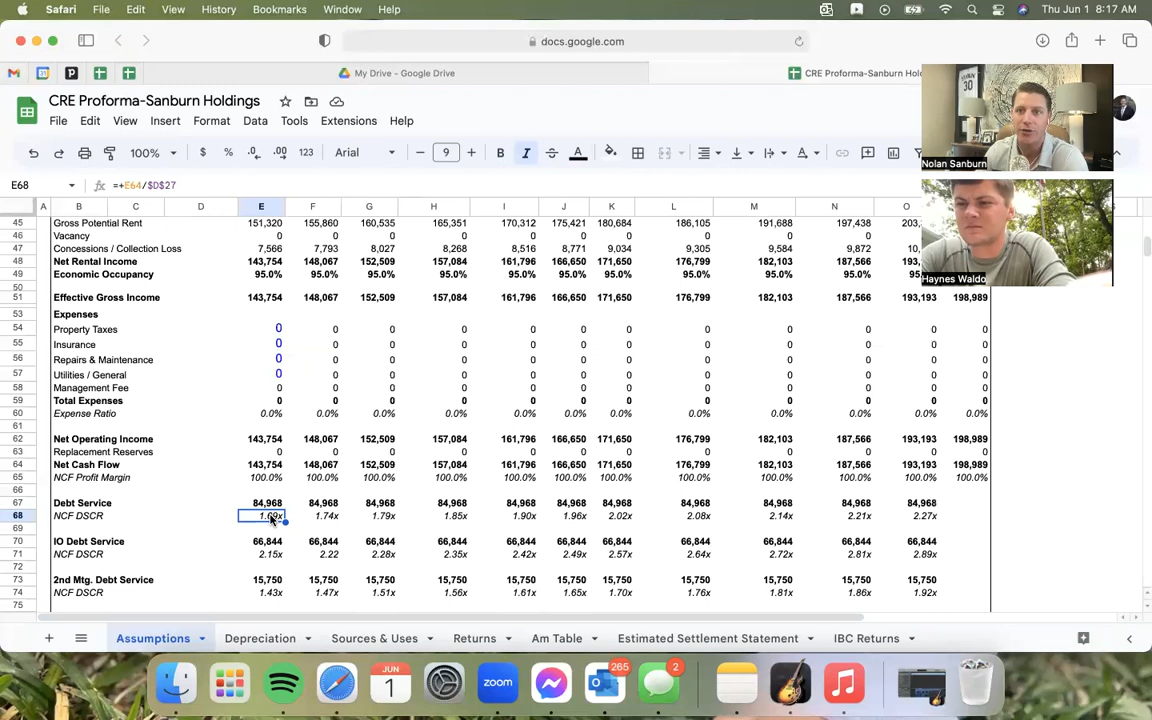 Safari File Edit View History Bookmarks Window Help Thu Jun 1 8:17 AM
docs.google.com
My Drive - Google Drive CRE Proforma-Sanburn Hol
CRE Proforma-Sanburn Holdings
File Edit View Insert Format Data Tools Extensions Help
100% $ % .0 .00 123 Arial − 9 + B I S A
E68 fx =+E64/$D$27
A B C D E F G H I J K L M N O
45 Gross Potential Rent 151,320 155,860 160,535 165,351 170,312 175,421 180,684 186,105 191,688 197,438 203,
46 Vacancy 0 0 0 0 0 0 0 0 0 0
47 Concessions / Collection Loss 7,566 7,793 8,027 8,268 8,516 8,771 9,034 9,305 9,584 9,872 10,
48 Net Rental Income 143,754 148,067 152,509 157,084 161,796 166,650 171,650 176,799 182,103 187,566 193,
49 Economic Occupancy 95.0% 95.0% 95.0% 95.0% 95.0% 95.0% 95.0% 95.0% 95.0% 95.0%
50
51 Effective Gross Income 143,754 148,067 152,509 157,084 161,796 166,650 171,650 176,799 182,103 187,566 193,193 198,989
53 Expenses
54 Property Taxes 0 0 0 0 0 0 0 0 0 0 0 0
55 Insurance 0 0 0 0 0 0 0 0 0 0 0 0
56 Repairs & Maintenance 0 0 0 0 0 0 0 0 0 0 0 0
57 Utilities / General 0 0 0 0 0 0 0 0 0 0 0 0
58 Management Fee 0 0 0 0 0 0 0 0 0 0 0 0
59 Total Expenses 0 0 0 0 0 0 0 0 0 0 0 0
60 Expense Ratio 0.0% 0.0% 0.0% 0.0% 0.0% 0.0% 0.0% 0.0% 0.0% 0.0% 0.0% 0.0%
61
62 Net Operating Income 143,754 148,067 152,509 157,084 161,796 166,650 171,650 176,799 182,103 187,566 193,193 198,989
63 Replacement Reserves 0 0 0 0 0 0 0 0 0 0 0 0
64 Net Cash Flow 143,754 148,067 152,509 157,084 161,796 166,650 171,650 176,799 182,103 187,566 193,193 198,989
65 NCF Profit Margin 100.0% 100.0% 100.0% 100.0% 100.0% 100.0% 100.0% 100.0% 100.0% 100.0% 100.0% 100.0%
66
67 Debt Service 84,968 84,968 84,968 84,968 84,968 84,968 84,968 84,968 84,968 84,968 84,968
68 NCF DSCR 1.69x 1.74x 1.79x 1.85x 1.90x 1.96x 2.02x 2.08x 2.14x 2.21x 2.27x
69
70 IO Debt Service 66,844 66,844 66,844 66,844 66,844 66,844 66,844 66,844 66,844 66,844 66,844
71 NCF DSCR 2.15x 2.22 2.28x 2.35x 2.42x 2.49x 2.57x 2.64x 2.72x 2.81x 2.89x
72
73 2nd Mtg. Debt Service 15,750 15,750 15,750 15,750 15,750 15,750 15,750 15,750 15,750 15,750 15,750
74 NCF DSCR 1.43x 1.47x 1.51x 1.56x 1.61x 1.65x 1.70x 1.76x 1.81x 1.86x 1.92x
75
Nolan Sanburn
Haynes Waldo
Assumptions Depreciation Sources & Uses Returns Am Table Estimated Settlement Statement IBC Returns
JUN
1
zoom
265
2